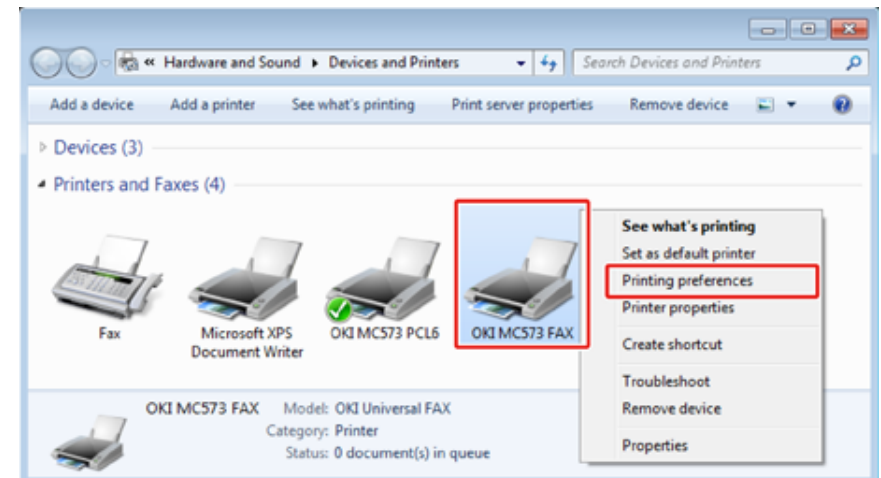 « Hardware and Sound ▸ Devices and Printers
Search Devices and Printers
Add a device Add a printer See what's printing Print server properties Remove device
Devices (3)
Printers and Faxes (4)
Fax
Microsoft XPS
Document Writer
OKI MC573 PCL6
OKI MC573 FAX
See what's printing
Set as default printer
Printing preferences
Printer properties
Create shortcut
Troubleshoot
Remove device
Properties
OKI MC573 FAX Model: OKI Universal FAX
Category: Printer
Status: 0 document(s) in queue